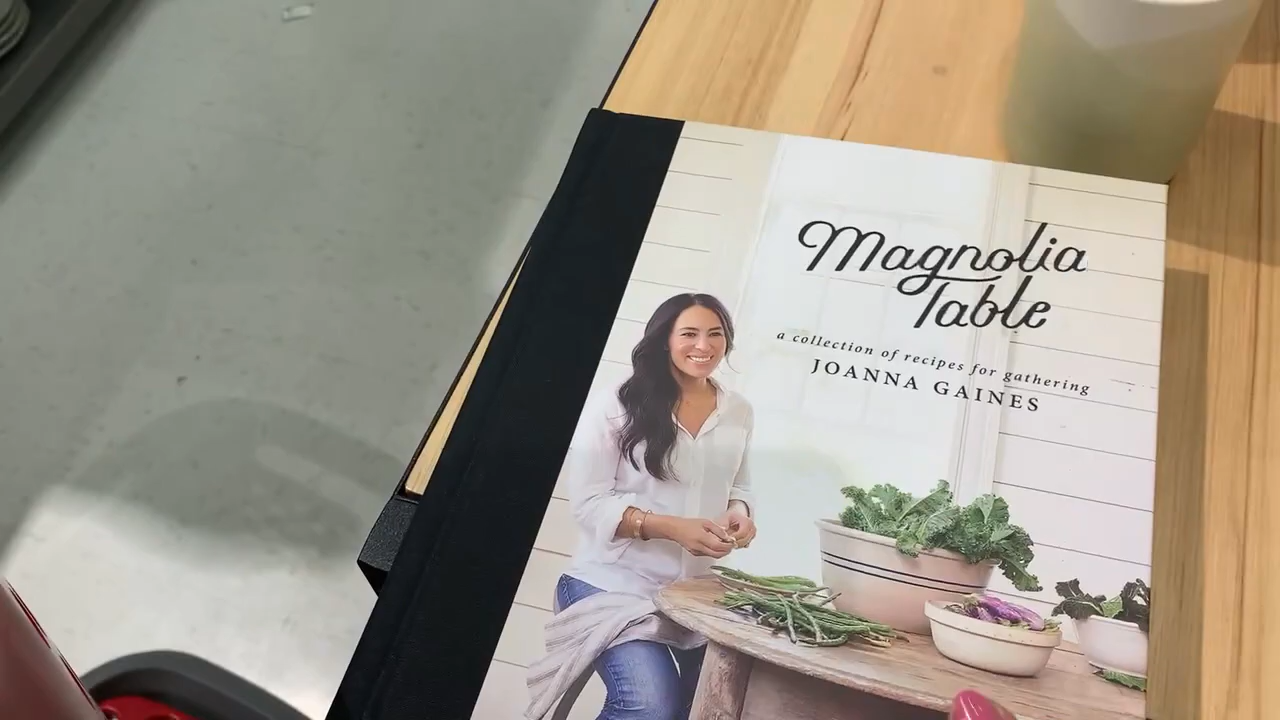 Magnolia
Table
a collection of recipes for gathering
JOANNA GAINES